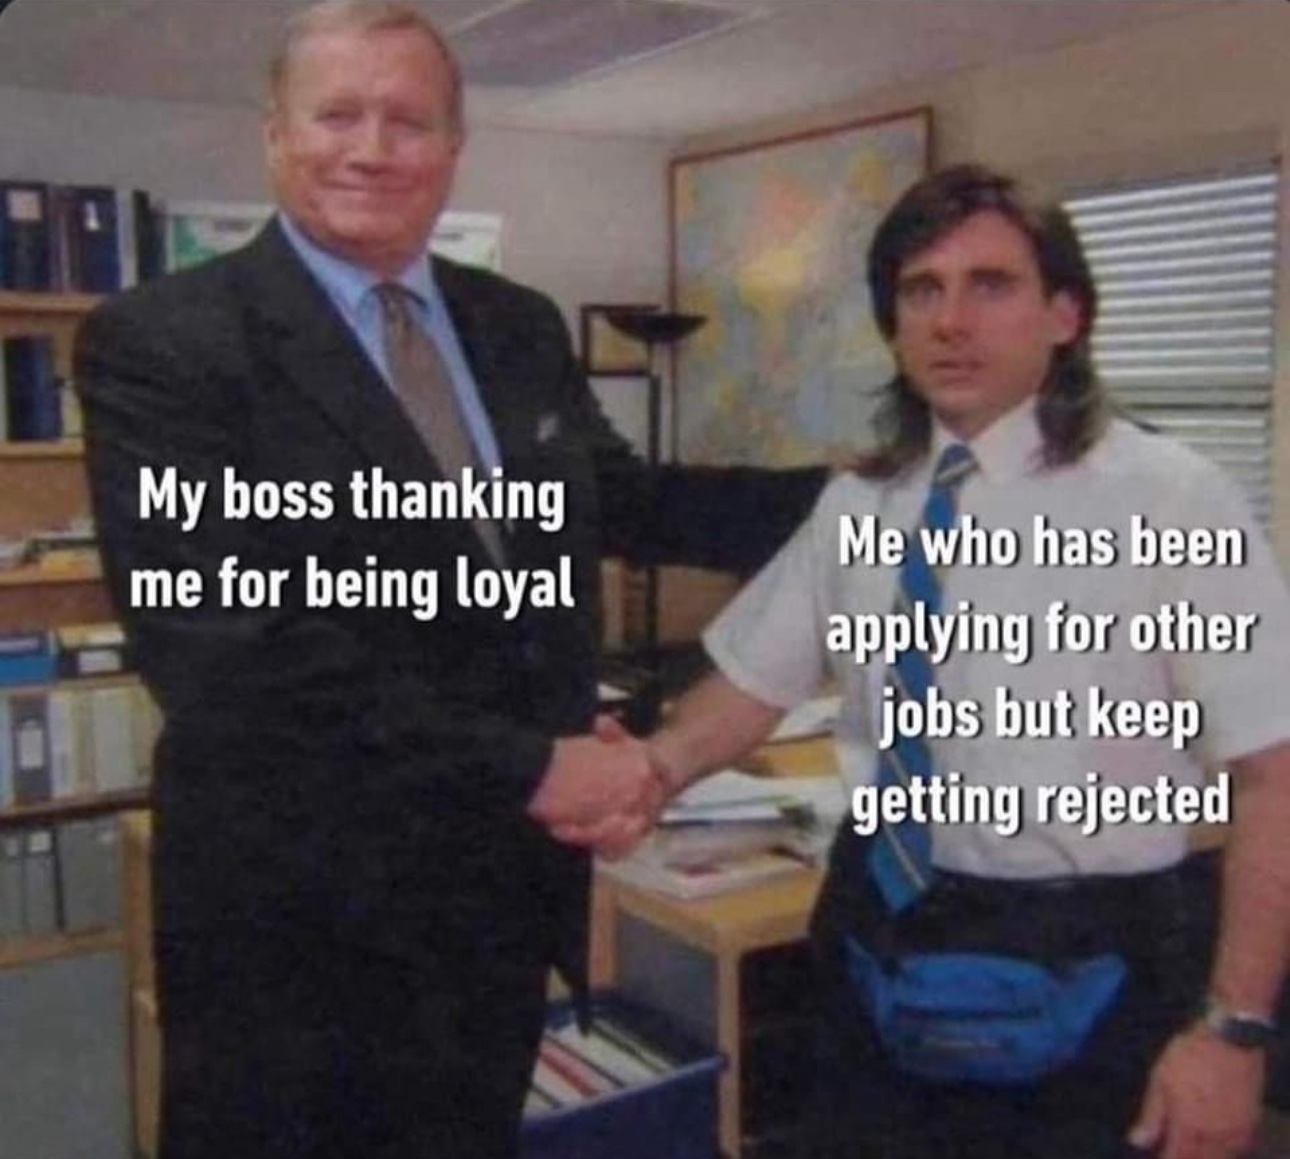 My boss thanking
me for being loyal
Me who has been
applying for other
jobs but keep
getting rejected